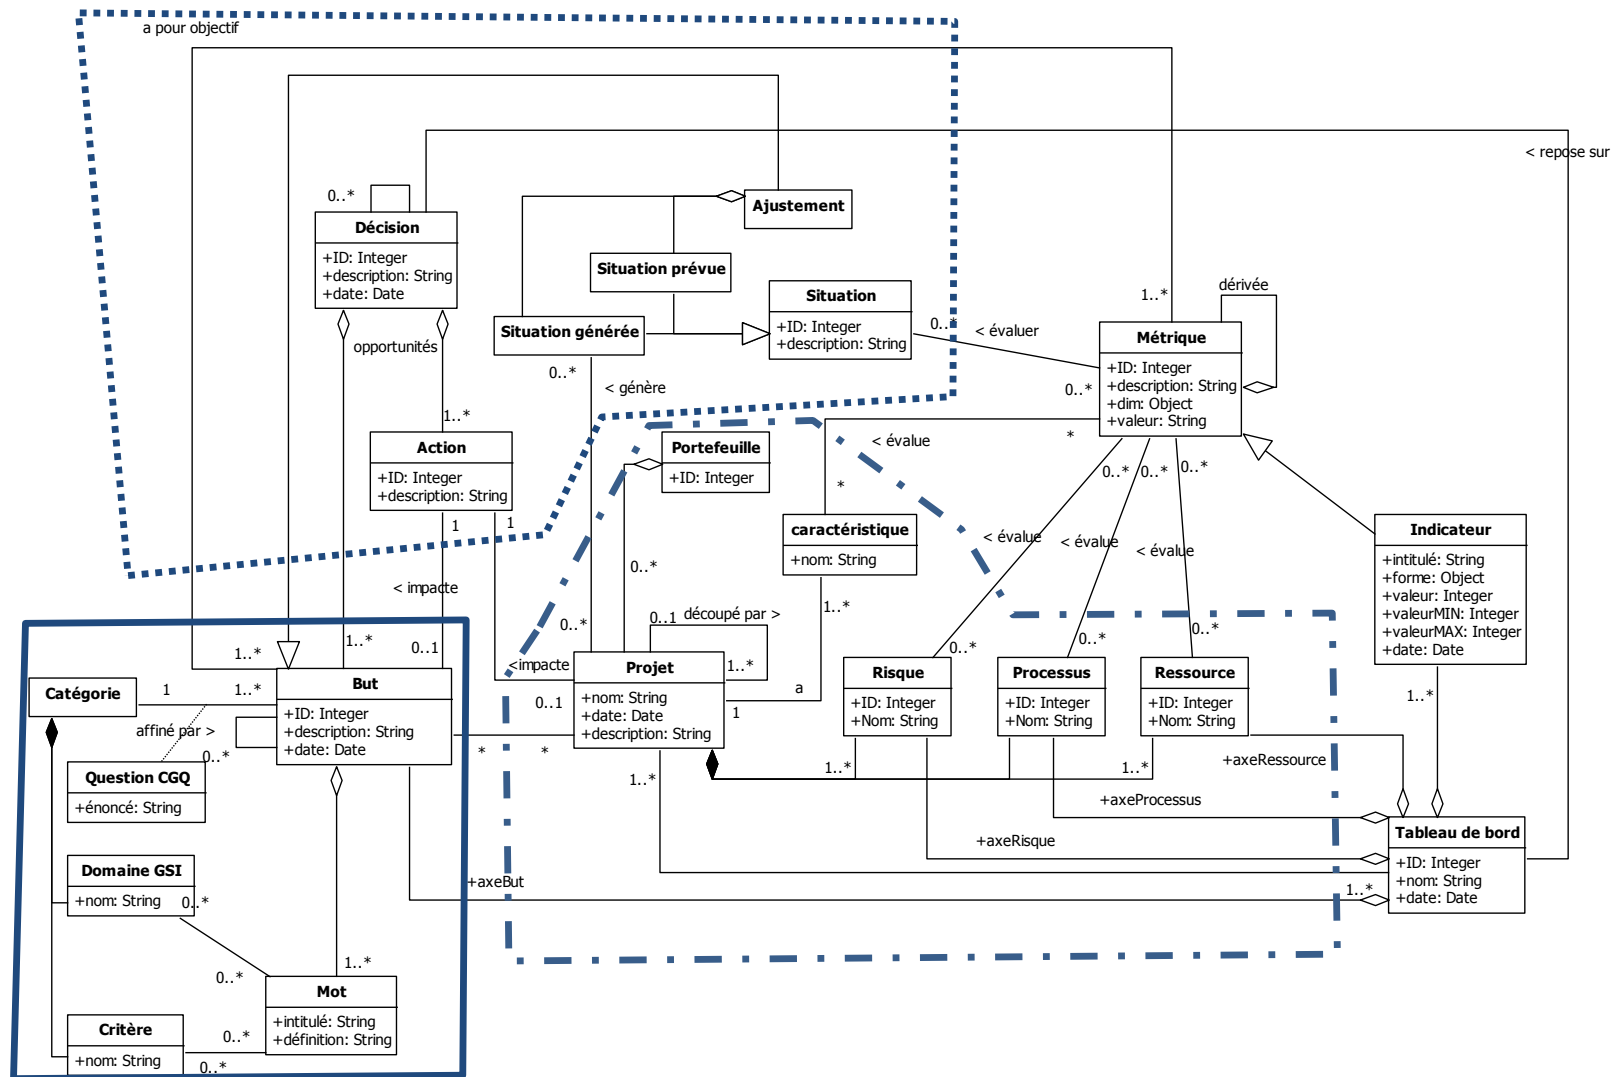 a pour objectif
< repose sur
0..*
Décision
+ID: Integer
+description: String
+date: Date
Ajustement
Situation prévue
Situation générée
Situation
+ID: Integer
+description: String
0..*
< évaluer
1..*
dérivée
Métrique
+ID: Integer
+description: String
+dim: Object
+valeur: String
0..*
opportunités
0..*
< génère
1..*
Action
+ID: Integer
+description: String
1
1
Portefeuille
+ID: Integer
0..*
< évalue
*
*
caractéristique
+nom: String
1..*
0..*
0..*
0..*
< évalue
< évalue
< évalue
Indicateur
+intitulé: String
+forme: Object
+valeur: Integer
+valeurMIN: Integer
+valeurMAX: Integer
+date: Date
1..*
< impacte
0..*
0..1
découpé par >
1..*
<impacte
0..1
Projet
+nom: String
+date: Date
+description: String
a
1
0..*
0..*
0..*
Risque
+ID: Integer
+Nom: String
Processus
+ID: Integer
+Nom: String
Ressource
+ID: Integer
+Nom: String
1..*
1..*
1..*
+axeRessource
+axeProcessus
+axeRisque
1..*
Tableau de bord
+ID: Integer
+nom: String
+date: Date
1..*
1..*
0..1
Catégorie
1
1..*
But
+ID: Integer
+description: String
+date: Date
affiné par >
0..*
*
*
Question CGQ
+énoncé: String
Domaine GSI
+nom: String
0..*
+axeBut
0..*
1..*
Mot
+intitulé: String
+définition: String
Critère
+nom: String
0..*
0..*